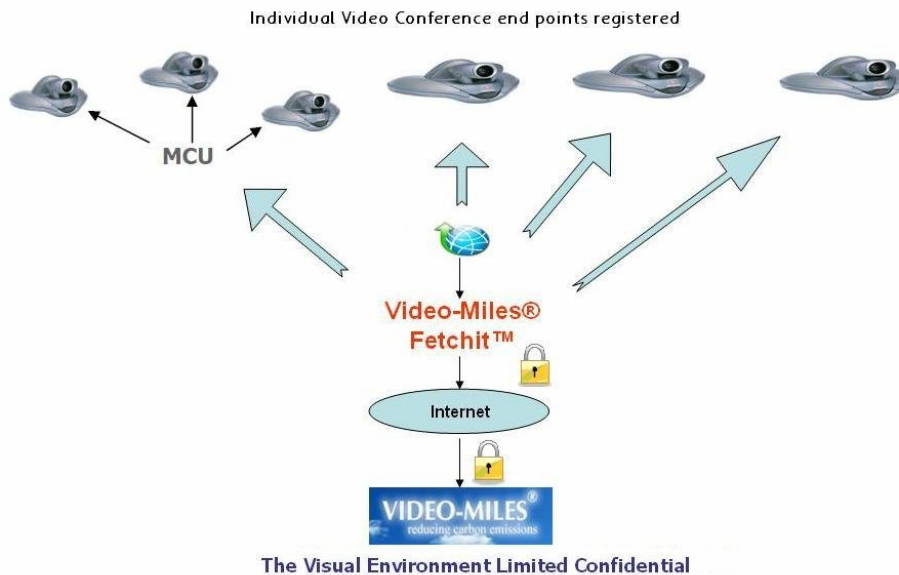 Individual Video Conference end points registered
MCU
Video-Miles®
Fetchit™
Internet
VIDEO-MILES®
reducing carbon emissions
The Visual Environment Limited Confidential